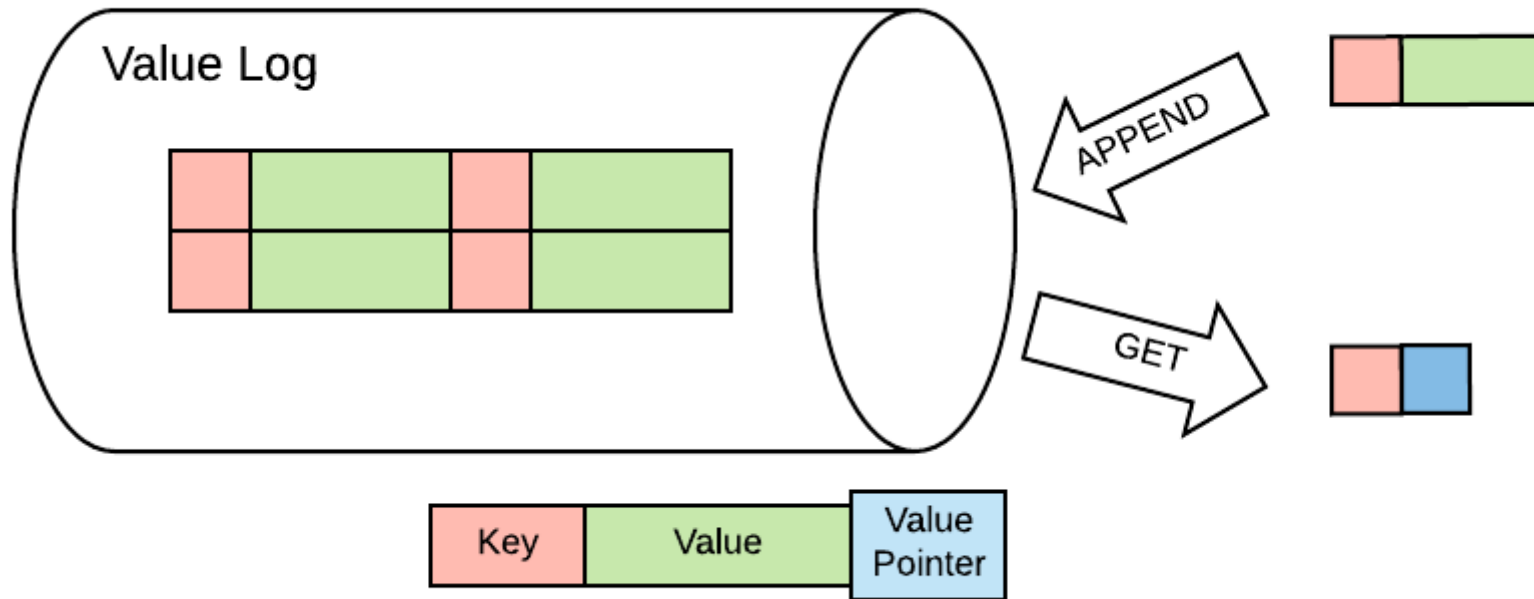 Value Log
APPEND
GET
Key
Value
Value
Pointer